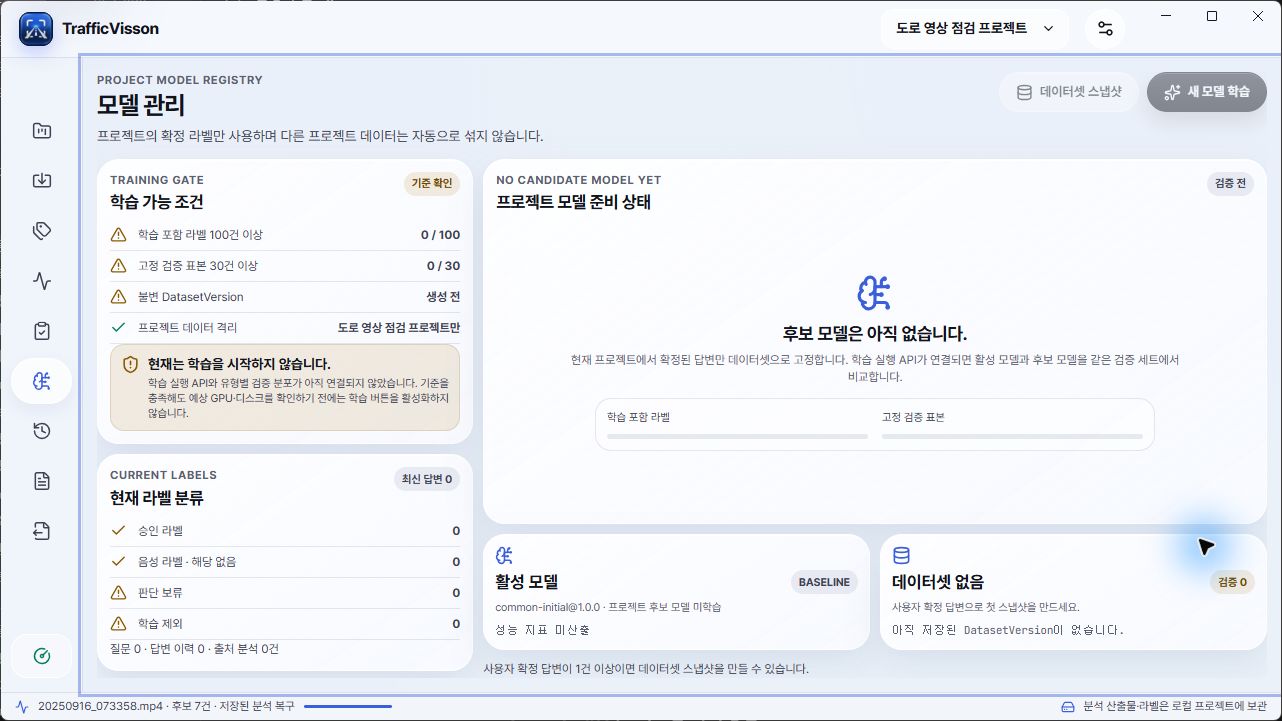 TrafficVisson
도로 영상 점검 프로젝트
PROJECT MODEL REGISTRY
모델 관리
프로젝트의 확정 라벨만 사용하며 다른 프로젝트 데이터는 자동으로 섞지 않습니다.
데이터셋 스냅샷
새 모델 학습
TRAINING GATE
기준 확인
학습 가능 조건
학습 포함 라벨 100건 이상
0 / 100
고정 검증 표본 30건 이상
0 / 30
불변 DatasetVersion
생성 전
프로젝트 데이터 격리
도로 영상 점검 프로젝트만
현재는 학습을 시작하지 않습니다.
학습 실행 API와 유형별 검증 분포가 아직 연결되지 않았습니다. 기준을
충족해도 예상 GPU·디스크를 확인하기 전에는 학습 버튼을 활성화하지
않습니다.
CURRENT LABELS
최신 답변 0
현재 라벨 분류
승인 라벨
0
음성 라벨 · 해당 없음
0
판단 보류
0
학습 제외
0
질문 0 · 답변 이력 0 · 출처 분석 0건
NO CANDIDATE MODEL YET
검증 전
프로젝트 모델 준비 상태
후보 모델은 아직 없습니다.
현재 프로젝트에서 확정된 답변만 데이터셋으로 고정합니다. 학습 실행 API가 연결되면 활성 모델과 후보 모델을 같은 검증 세트에서
비교합니다.
학습 포함 라벨
고정 검증 표본
활성 모델
BASELINE
common-initial@1.0.0 · 프로젝트 후보 모델 미학습
성능 지표 미산출
데이터셋 없음
검증 0
사용자 확정 답변으로 첫 스냅샷을 만드세요.
아직 저장된 DatasetVersion이 없습니다.
사용자 확정 답변이 1건 이상이면 데이터셋 스냅샷을 만들 수 있습니다.
20250916_073358.mp4 · 후보 7건 · 저장된 분석 복구
분석 산출물·라벨은 로컬 프로젝트에 보관